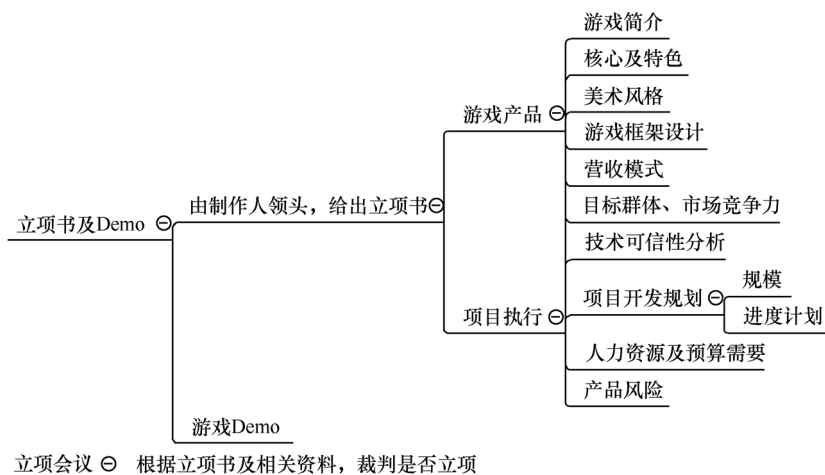 立项书及Demo
由制作人领头，给出立项书
游戏产品
游戏简介
核心及特色
美术风格
游戏框架设计
营收模式
目标群体、市场竞争力
项目执行
技术可信性分析
项目开发规划
规模
进度计划
人力资源及预算需要
产品风险
游戏Demo
立项会议
根据立项书及相关资料，裁判是否立项